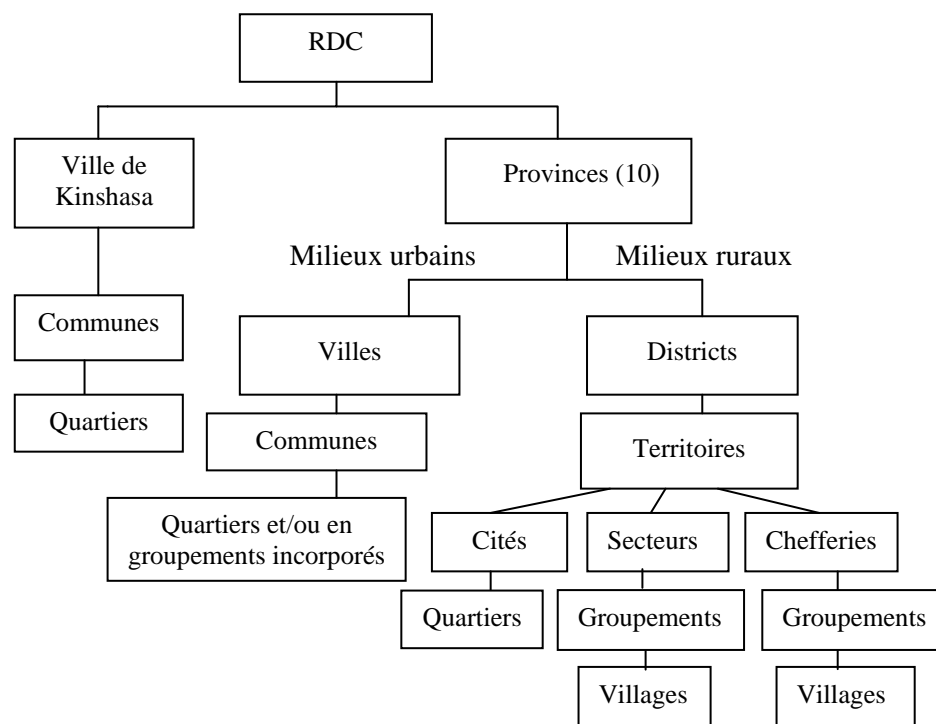 RDC
Ville de
Kinshasa
Provinces (10)
Milieux urbains
Milieux ruraux
Communes
Villes
Districts
Quartiers
Communes
Territoires
Quartiers et/ou en
groupements incorporés
Cités
Secteurs
Chefferies
Quartiers
Groupements
Groupements
Villages
Villages